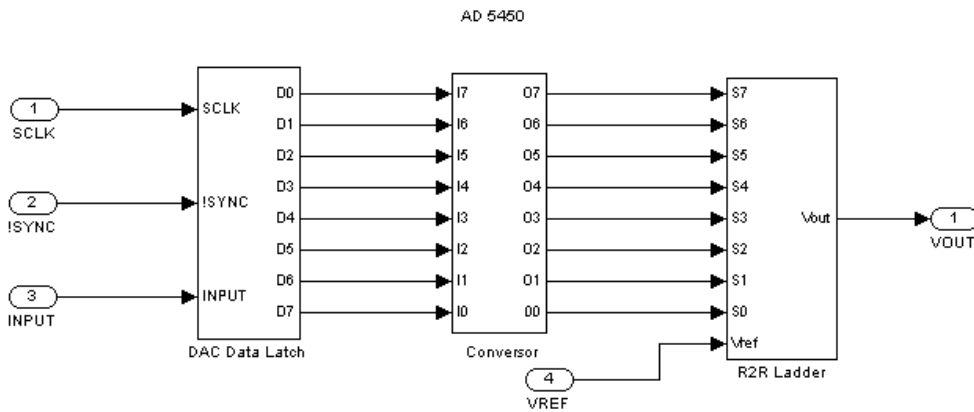 AD 5450
1
SCLK
2
!SYNC
3
INPUT
SCLK
!SYNC
INPUT
D0
D1
D2
D3
D4
D5
D6
D7
DAC Data Latch
I7
I6
I5
I4
I3
I2
I1
I0
O7
O6
O5
O4
O3
O2
O1
O0
Conversor
4
VREF
S7
S6
S5
S4
S3
S2
S1
S0
Vref
Vout
R2R Ladder
1
VOUT